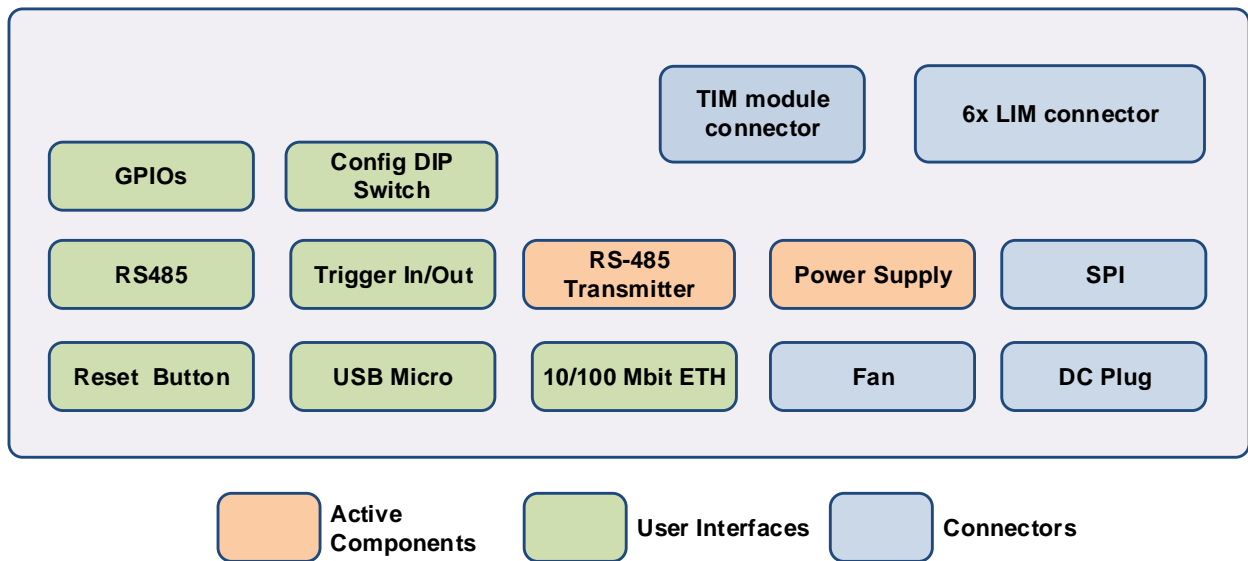 TIM module
connector
6x LIM connector
GPIOs
Config DIP
Switch
RS485
Trigger In/Out
RS-485
Transmitter
Power Supply
SPI
Reset  Button
USB Micro
10/100 Mbit ETH
Fan
DC Plug
Active
Components
User Interfaces
Connectors